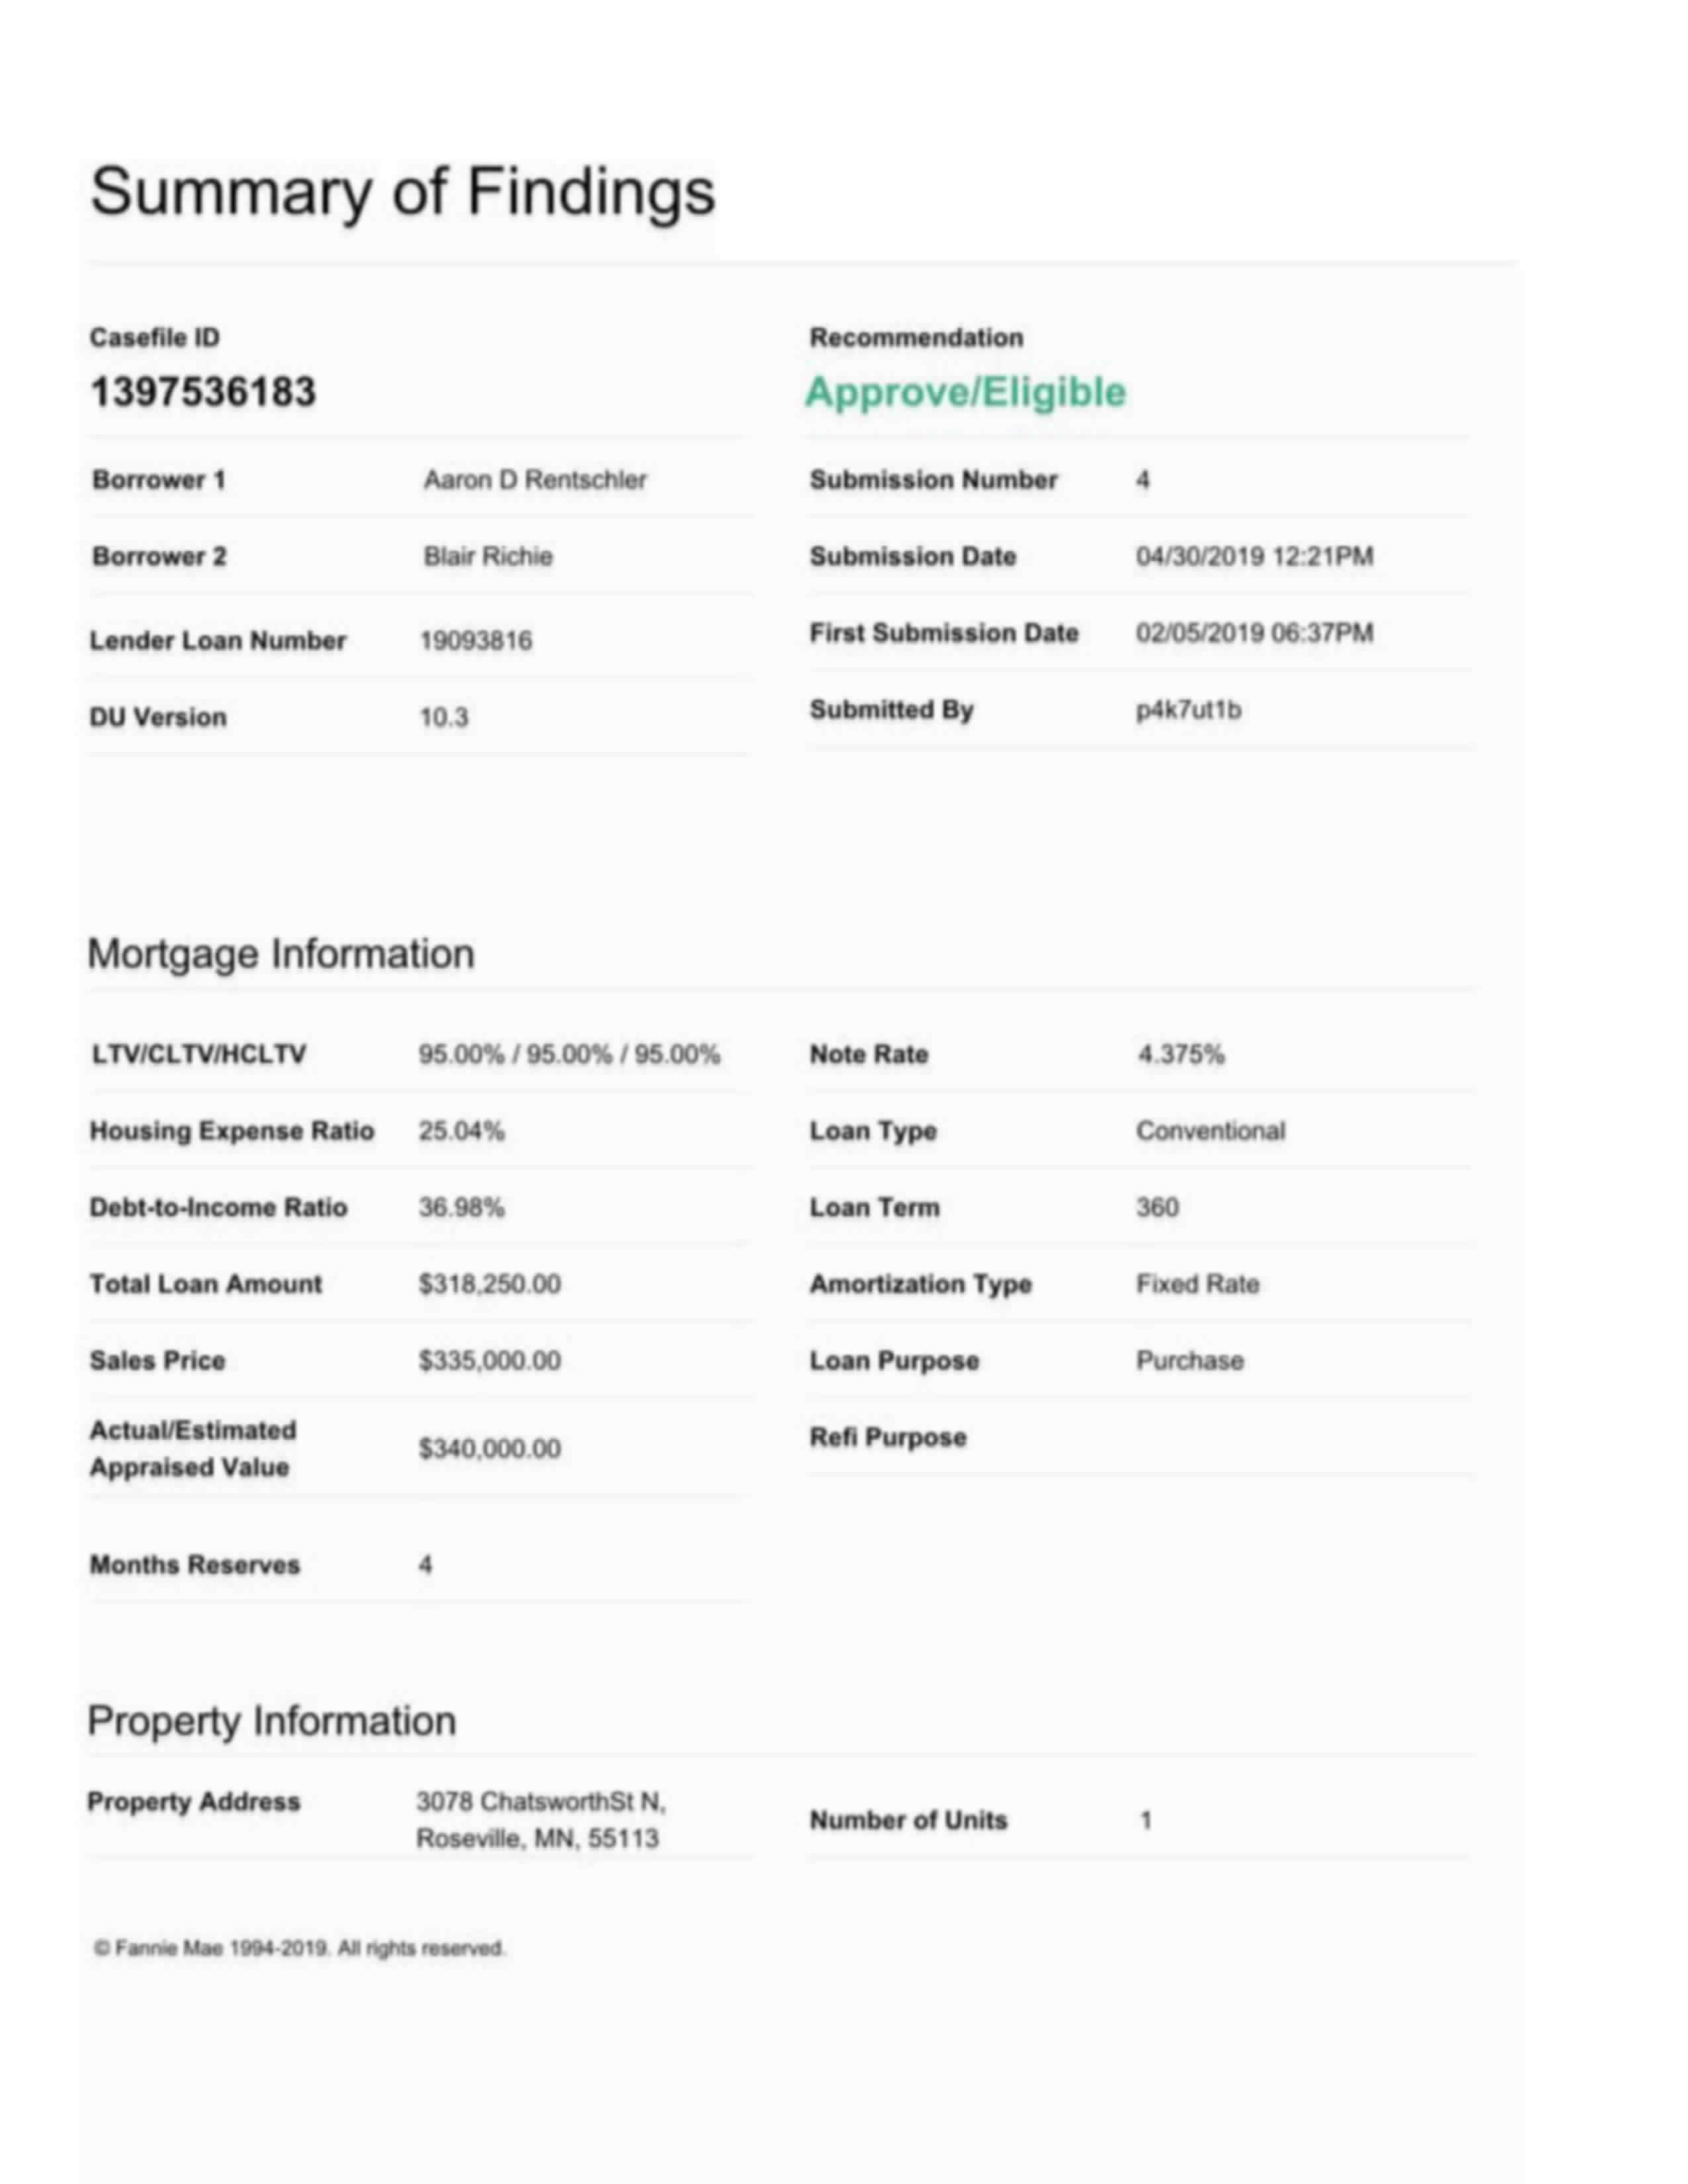 Summary of Findings
Casefile ID
1397536183
Recommendation
Approve/Eligible
Borrower 1 Aaron D Rentschler
Borrower 2 Blair Richie
Lender Loan Number 19093816
DU Version 10.3
Submission Number 4
Submission Date 04/30/2019 12:21PM
First Submission Date 02/05/2019 06:37PM
Submitted By p4k7ut1b
Mortgage Information
LTV/CLTV/HCLTV 95.00% / 95.00% / 95.00%
Housing Expense Ratio 25.04%
Debt-to-Income Ratio 36.98%
Total Loan Amount $318,250.00
Sales Price $335,000.00
Actual/Estimated
Appraised Value $340,000.00
Months Reserves 4
Note Rate 4.375%
Loan Type Conventional
Loan Term 360
Amortization Type Fixed Rate
Loan Purpose Purchase
Refi Purpose
Property Information
Property Address 3078 ChatsworthSt N,
Roseville, MN, 55113
Number of Units 1
© Fannie Mae 1994-2019. All rights reserved.